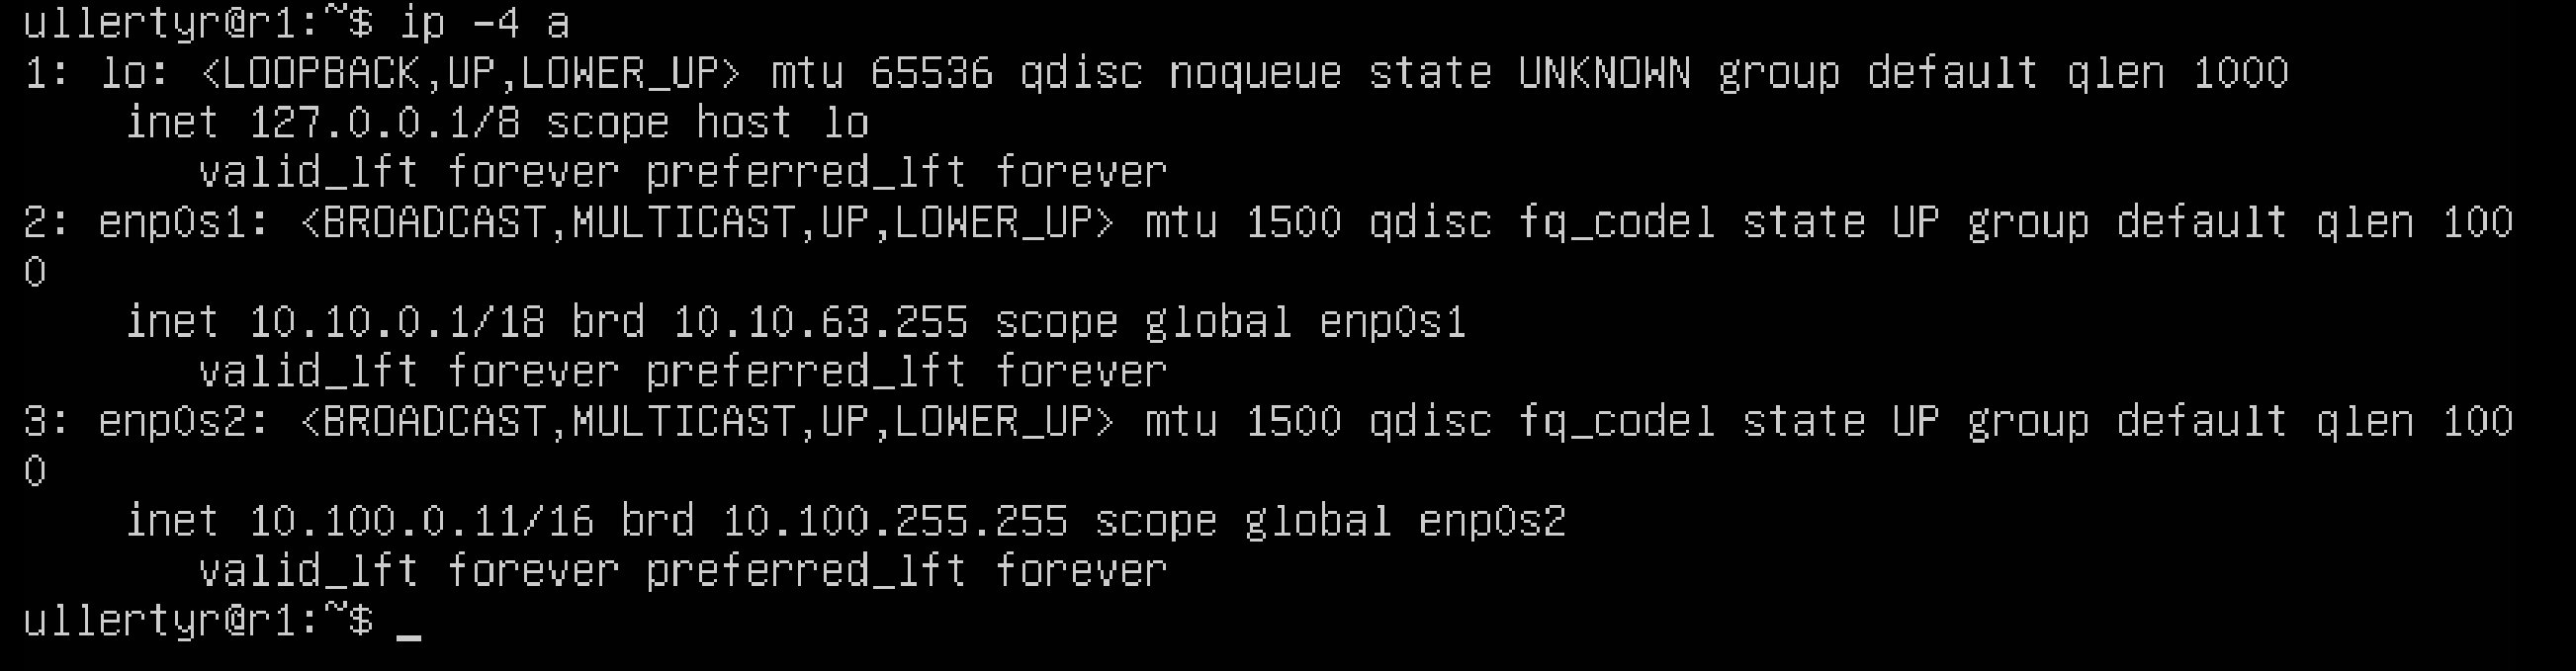 ullertyr@r1:~$ ip -4 a
1: lo: <LOOPBACK,UP,LOWER_UP> mtu 65536 qdisc noqueue state UNKNOWN group default qlen 1000
    inet 127.0.0.1/8 scope host lo
       valid_lft forever preferred_lft forever
2: enp0s1: <BROADCAST,MULTICAST,UP,LOWER_UP> mtu 1500 qdisc fq_codel state UP group default qlen 100
0
    inet 10.10.0.1/18 brd 10.10.63.255 scope global enp0s1
       valid_lft forever preferred_lft forever
3: enp0s2: <BROADCAST,MULTICAST,UP,LOWER_UP> mtu 1500 qdisc fq_codel state UP group default qlen 100
0
    inet 10.100.0.11/16 brd 10.100.255.255 scope global enp0s2
       valid_lft forever preferred_lft forever
ullertyr@r1:~$ _